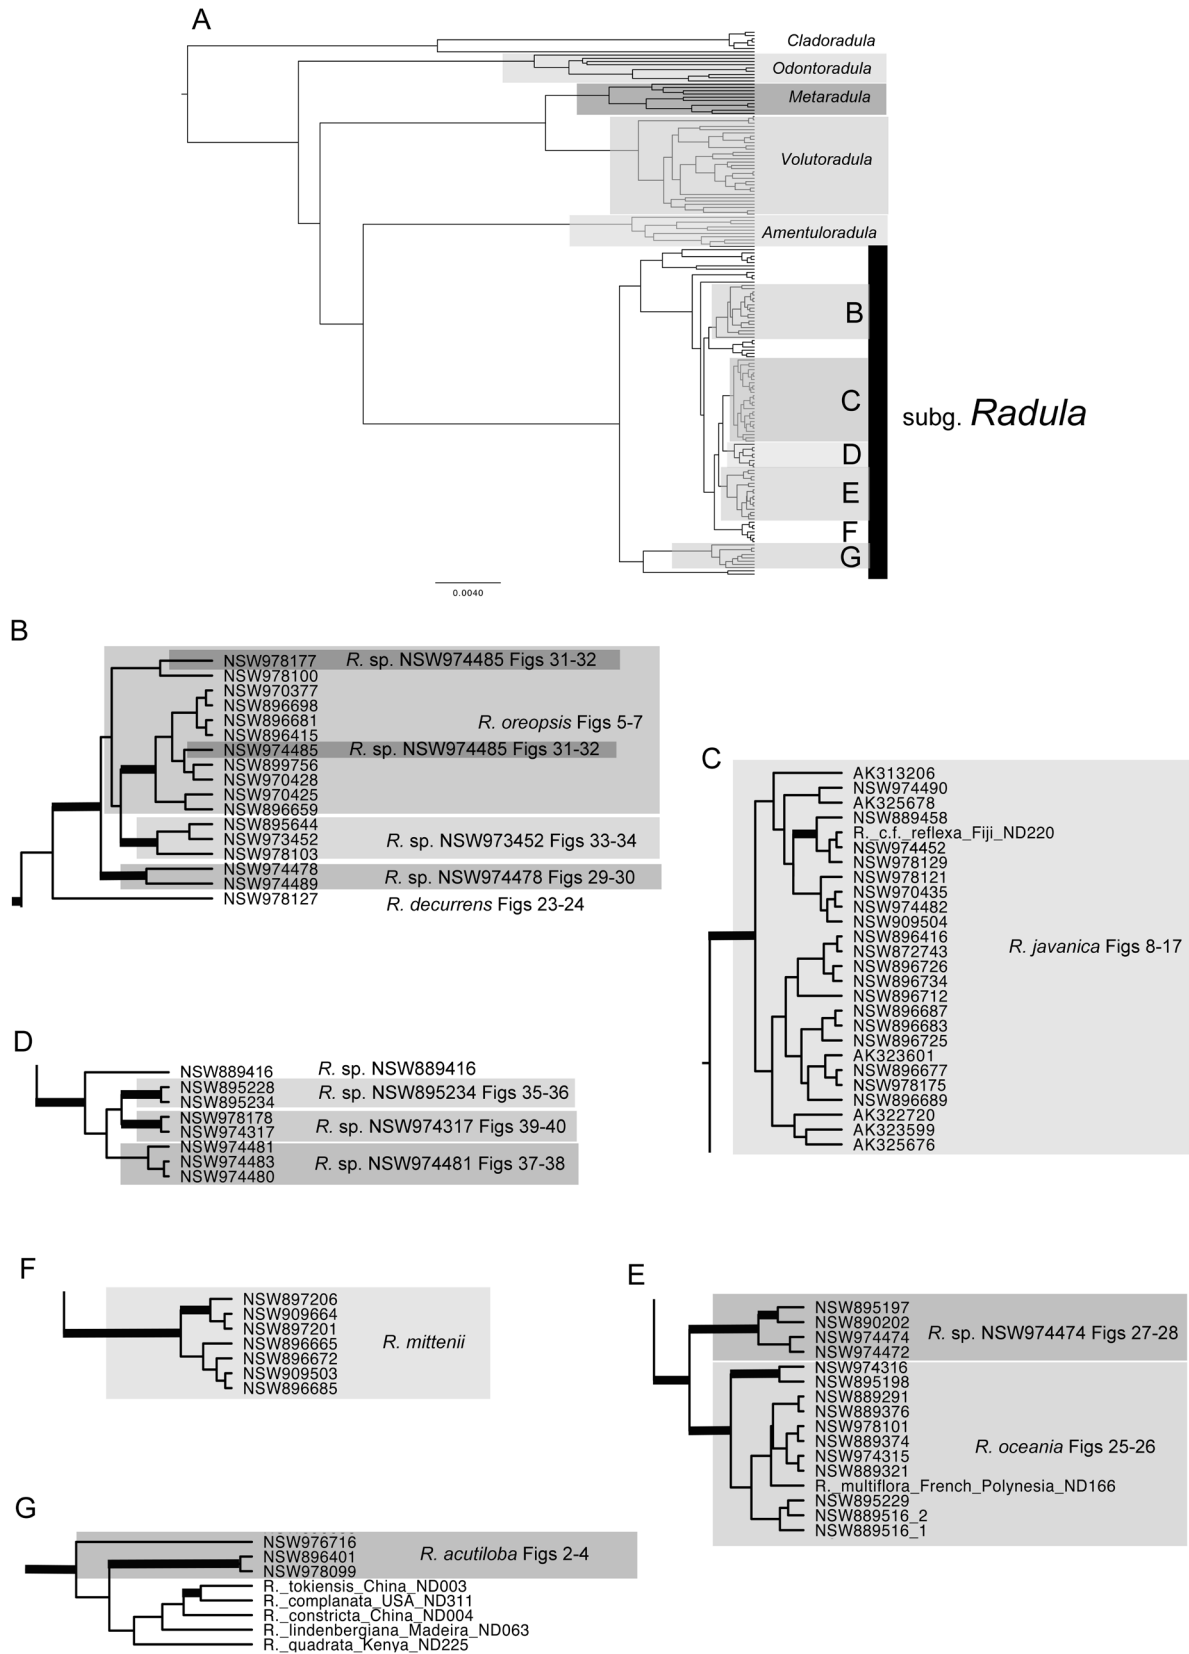 A
Cladoradula
Odontoradula
Metaradula
Volutoradula
Amentuloradula
B
C
D
E
F
G
subg. Radula
0.0040
B
NSW978177 R. sp. NSW974485 Figs 31-32
NSW978100
NSW970377
NSW896698
NSW896681
R. oreopsis Figs 5-7
NSW896415
NSW974485 R. sp. NSW974485 Figs 31-32
NSW899756
NSW970428
NSW970425
NSW896659
NSW895644
NSW973452 R. sp. NSW973452 Figs 33-34
NSW978103
NSW974478
R. sp. NSW974478 Figs 29-30
NSW974489
NSW978127
R. decurrens Figs 23-24
C
AK313206
NSW974490
AK325678
NSW889458
R._c.f._reflexa_Fiji_ND220
NSW974452
NSW978129
NSW978121
NSW970435
NSW974482
NSW909504
NSW896416
R. javanica Figs 8-17
NSW872743
NSW896726
NSW896734
NSW896712
NSW896687
NSW896683
NSW896725
AK323601
NSW896677
NSW978175
NSW896689
AK322720
AK323599
AK325676
D
NSW889416 R. sp. NSW889416
NSW895228
R. sp. NSW895234 Figs 35-36
NSW895234
NSW978178
R. sp. NSW974317 Figs 39-40
NSW974317
NSW974481
NSW974483 R. sp. NSW974481 Figs 37-38
NSW974480
F
NSW897206
NSW909664
NSW897201
NSW896665 R. mittenii
NSW896672
NSW909503
NSW896685
E
NSW895197
NSW890202
R. sp. NSW974474 Figs 27-28
NSW974474
NSW974472
NSW974316
NSW895198
NSW889291
NSW889376
NSW978101
NSW889374
R. oceania Figs 25-26
NSW974315
NSW889321
R._multiflora_French_Polynesia_ND166
NSW895229
NSW889516_2
NSW889516_1
G
NSW976716
R. acutiloba Figs 2-4
NSW896401
NSW978099
R._tokiensis_China_ND003
R._complanata_USA_ND311
R._constricta_China_ND004
R._lindenbergiana_Madeira_ND063
R._quadrata_Kenya_ND225